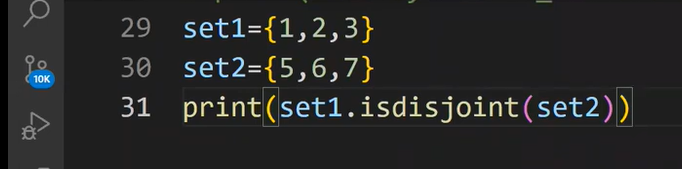 29 set1={1,2,3}
30 set2={5,6,7}
10K
31 print(set1.isdisjoint(set2))